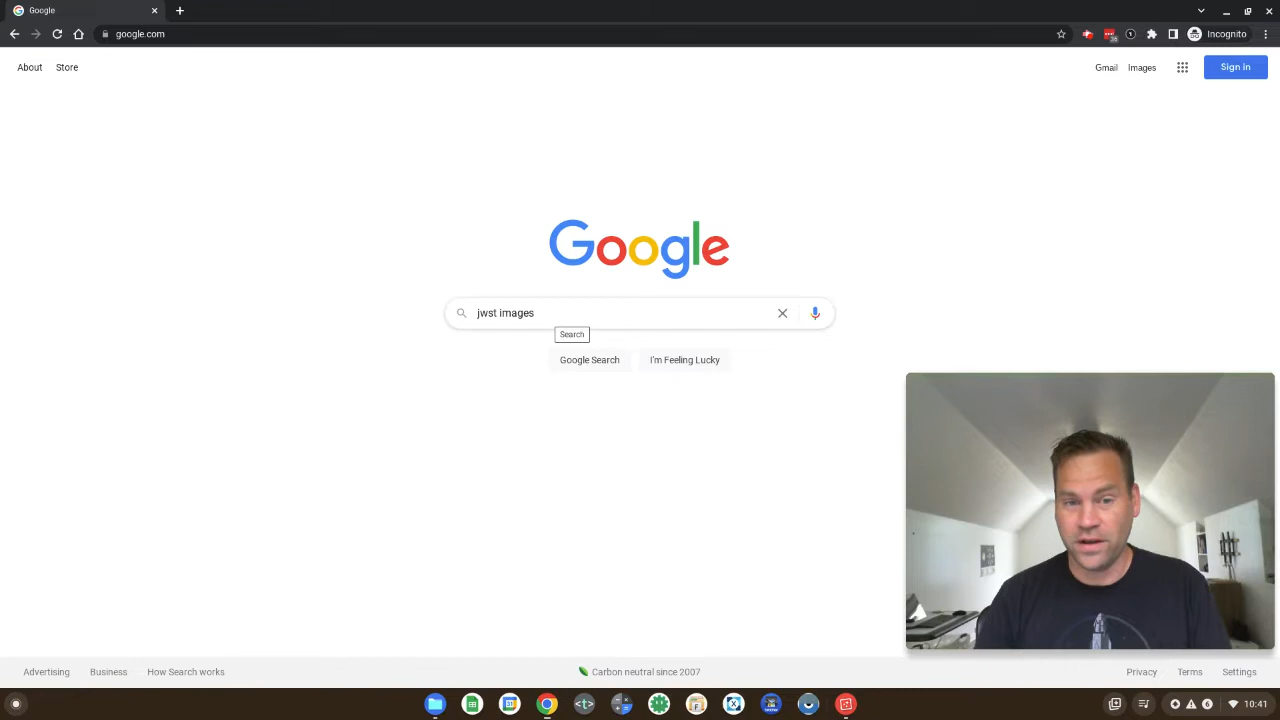 Google
google.com
Incognito
About Store
Gmail Images Sign in
Google
jwst images
Search
Google Search I'm Feeling Lucky
Advertising Business How Search works
Carbon neutral since 2007
Privacy Terms Settings
6 10:41